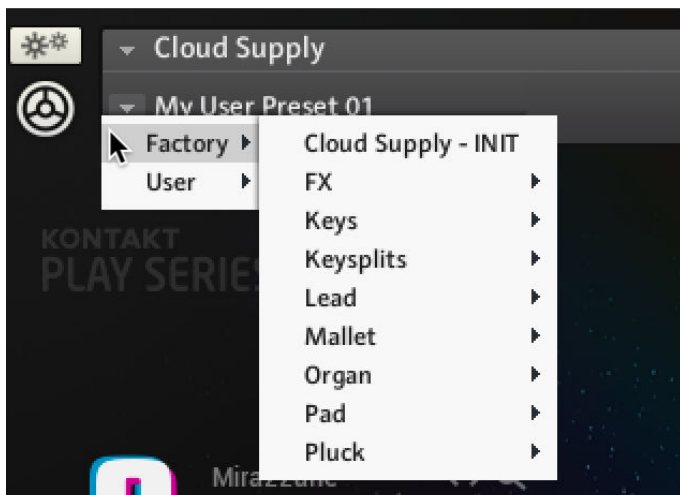 Cloud Supply
My User Preset 01
Factory
User
Cloud Supply - INIT
FX
Keys
Keysplits
Lead
Mallet
Organ
Pad
Pluck
KONTAKT
PLAY SERIES